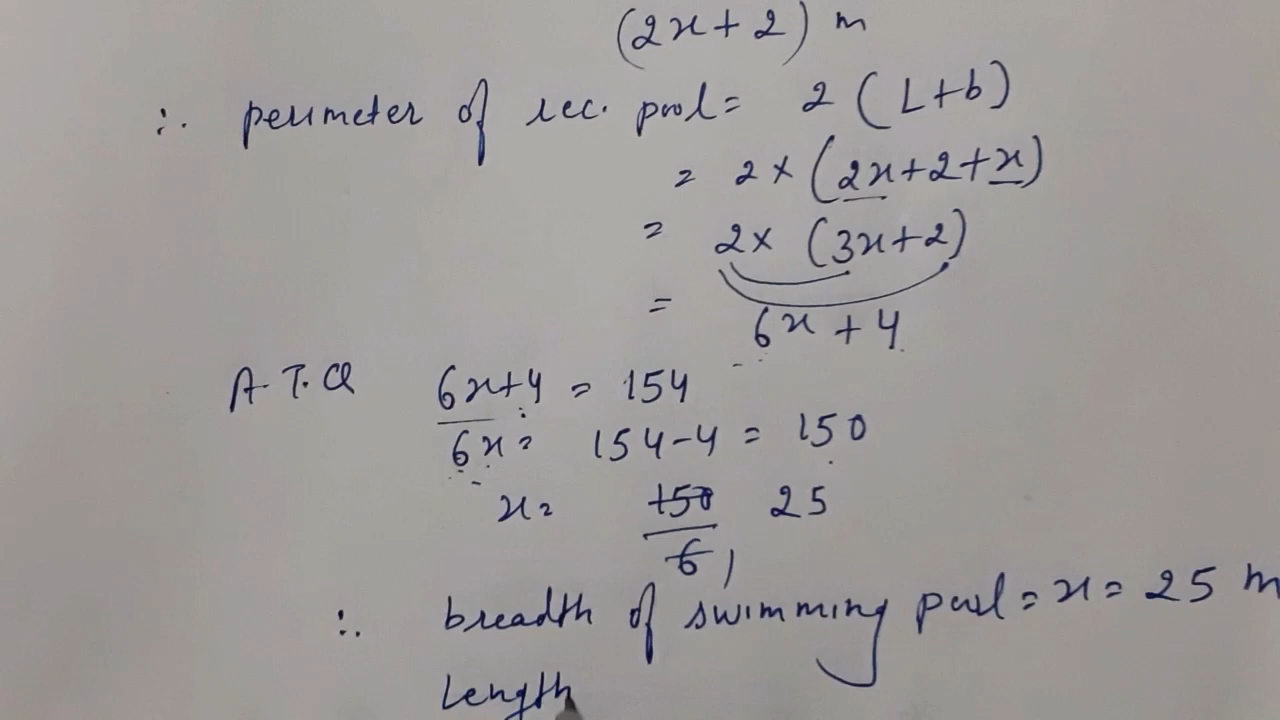 (2x+2) m
∴ perimeter of rec. pool = 2 (L+b)
= 2 × (2x+2+x)
= 2× (3x+2)
= 6x+4
A.T.Q 6x+4 = 154
6x = 154-4 = 150
x = 150/6 25
∴ breadth of swimming pool = x = 25 m
Length